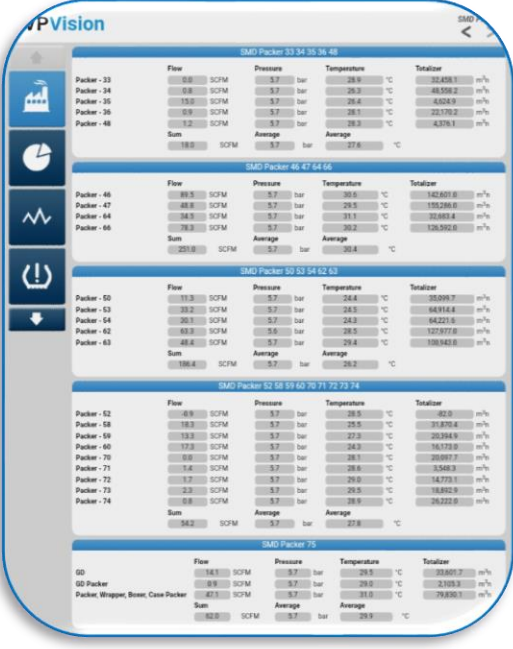 VPVision
SMD P
< >
SMD Packer 33 34 35 36 48
Flow Pressure Temperature Totalizer
Packer - 33 0.0 SCFM 5.7 bar 28.9 °C 32,458.1 m³n
Packer - 34 0.8 SCFM 5.7 bar 26.3 °C 48,558.2 m³n
Packer - 35 15.0 SCFM 5.7 bar 26.4 °C 4,624.9 m³n
Packer - 36 0.9 SCFM 5.7 bar 28.1 °C 22,170.2 m³n
Packer - 48 1.2 SCFM 5.7 bar 28.3 °C 4,376.1 m³n
Sum Average Average
18.0 SCFM 5.7 bar 27.6 °C
SMD Packer 46 47 64 66
Flow Pressure Temperature Totalizer
Packer - 46 89.5 SCFM 5.7 bar 30.6 °C 142,601.8 m³n
Packer - 47 48.8 SCFM 5.7 bar 29.5 °C 155,286.0 m³n
Packer - 64 34.5 SCFM 5.7 bar 31.1 °C 32,683.4 m³n
Packer - 66 78.3 SCFM 5.7 bar 30.2 °C 126,592.0 m³n
Sum Average Average
251.0 SCFM 5.7 bar 30.4 °C
SMD Packer 50 53 54 62 63
Flow Pressure Temperature Totalizer
Packer - 50 11.3 SCFM 5.7 bar 24.4 °C 35,099.7 m³n
Packer - 53 33.2 SCFM 5.7 bar 24.5 °C 64,914.4 m³n
Packer - 54 30.1 SCFM 5.7 bar 24.3 °C 64,221.6 m³n
Packer - 62 63.3 SCFM 5.6 bar 28.5 °C 127,977.8 m³n
Packer - 63 48.4 SCFM 5.7 bar 29.4 °C 108,943.0 m³n
Sum Average Average
186.4 SCFM 5.7 bar 26.2 °C
SMD Packer 52 58 59 60 70 71 72 73 74
Flow Pressure Temperature Totalizer
Packer - 52 -8.9 SCFM 5.7 bar 28.5 °C -82.0 m³n
Packer - 58 18.3 SCFM 5.7 bar 25.5 °C 31,870.4 m³n
Packer - 59 13.3 SCFM 5.7 bar 27.3 °C 20,394.9 m³n
Packer - 60 17.3 SCFM 5.7 bar 24.3 °C 16,173.0 m³n
Packer - 70 0.0 SCFM 5.7 bar 28.1 °C 20,097.7 m³n
Packer - 71 1.4 SCFM 5.7 bar 28.6 °C 3,548.3 m³n
Packer - 72 1.7 SCFM 5.7 bar 29.0 °C 14,773.1 m³n
Packer - 73 2.3 SCFM 5.7 bar 29.5 °C 18,892.9 m³n
Packer - 74 0.8 SCFM 5.7 bar 28.9 °C 26,222.0 m³n
Sum Average Average
54.2 SCFM 5.7 bar 27.8 °C
SMD Packer 75
Flow Pressure Temperature Totalizer
GD 14.1 SCFM 5.7 bar 29.5 °C 33,601.7 m³n
GD Packer 0.9 SCFM 5.7 bar 29.0 °C 2,105.3 m³n
Packer, Wrapper, Boxer, Case Packer 47.1 SCFM 5.7 bar 31.0 °C 79,830.1 m³n
Sum Average Average
62.0 SCFM 5.7 bar 29.9 °C